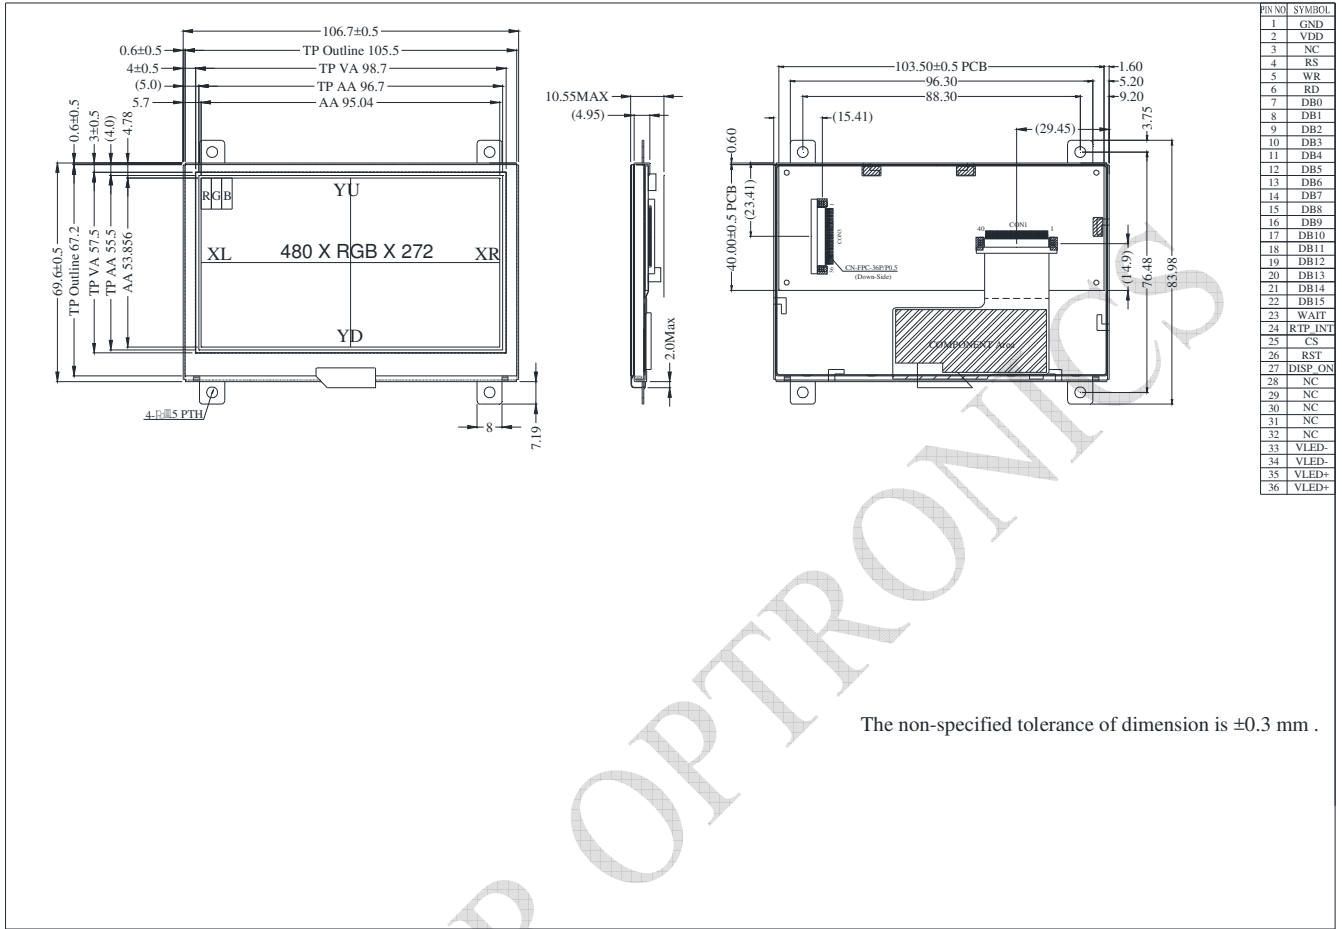 106.7±0.5
0.6±0.5
TP Outline 105.5
4±0.5
TP VA 98.7
(5.0)
TP AA 96.7
5.7
AA 95.04
0.6±0.5
3±0.5
(4.0)
4.78
69.6±0.5
TP Outline 67.2
TP VA 57.5
TP AA 55.5
AA 53.856
R G B
YU
XL
480 X RGB X 272
XR
YD
5 PTH
8
7.19
10.55MAX
(4.95)
2.0Max
103.50±0.5 PCB
1.60
96.30
5.20
88.30
9.20
(15.41)
(29.45)
3.75
0.60
40.00±0.5 PCB
(23.41)
CON3
1
36
CN-FPC-36P/P0.5
(Down-Side)
40
CON1
1
(14.9)
76.48
83.98
COMPONENT Area
PIN NO SYMBOL
1 GND
2 VDD
3 NC
4 RS
5 WR
6 RD
7 DB0
8 DB1
9 DB2
10 DB3
11 DB4
12 DB5
13 DB6
14 DB7
15 DB8
16 DB9
17 DB10
18 DB11
19 DB12
20 DB13
21 DB14
22 DB15
23 WAIT
24 RTP_INT
25 CS
26 RST
27 DISP_ON
28 NC
29 NC
30 NC
31 NC
32 NC
33 VLED-
34 VLED-
35 VLED+
36 VLED+
The non-specified tolerance of dimension is ±0.3 mm .
P OPTRONICS